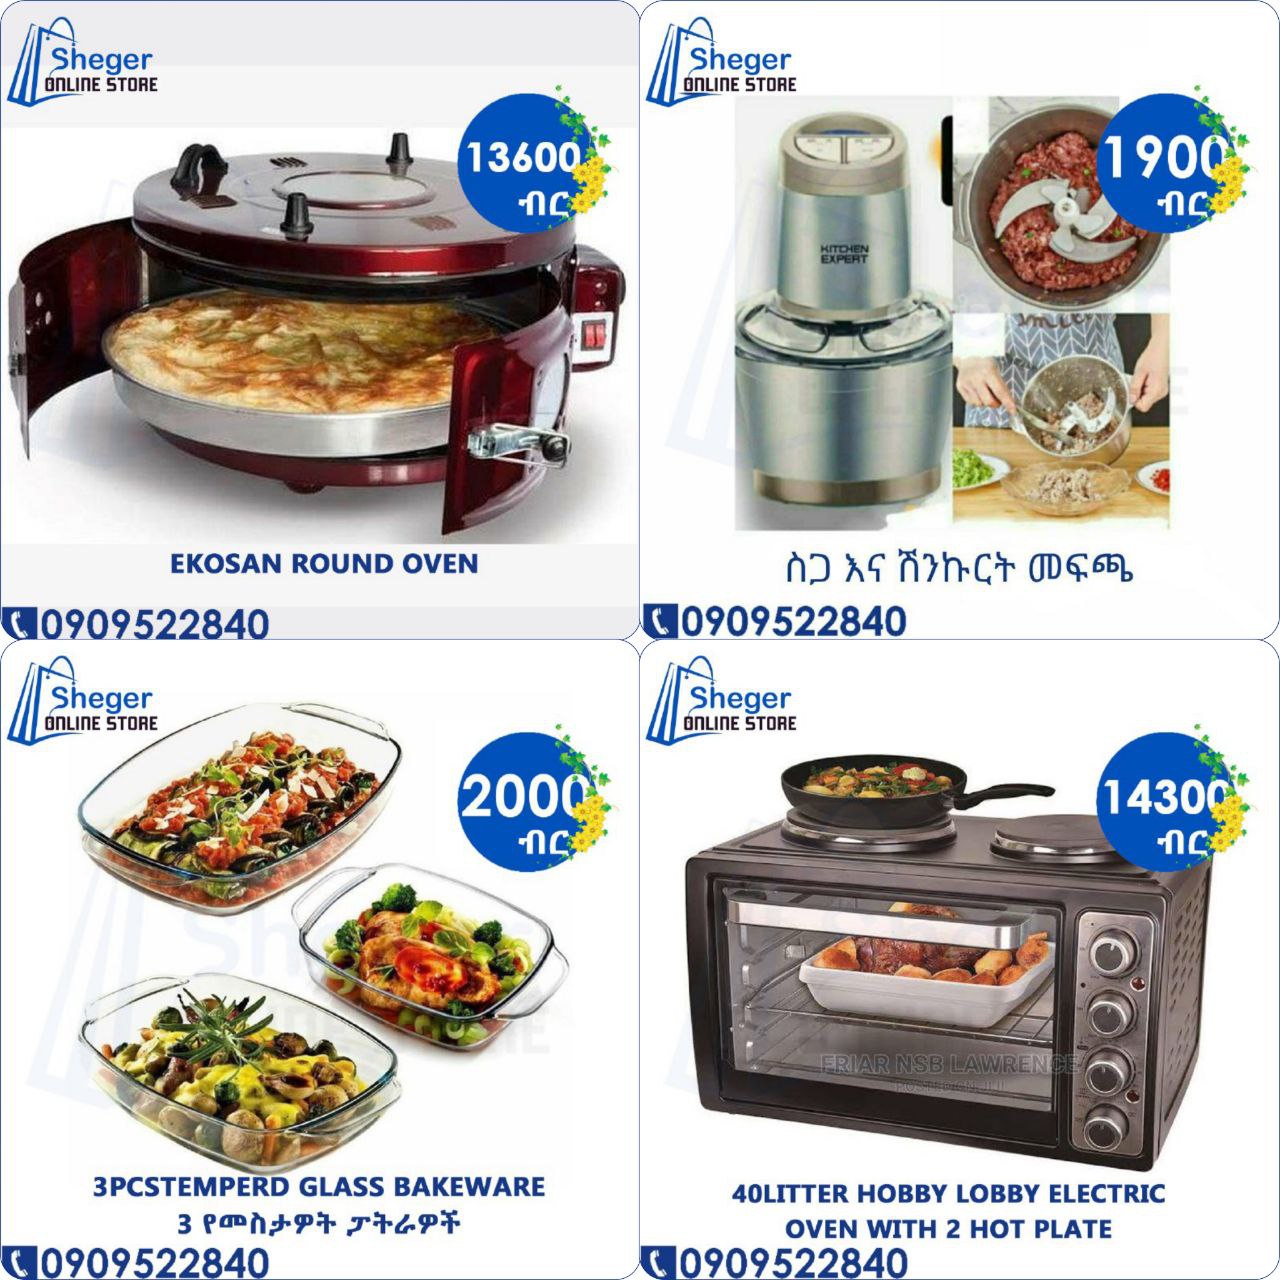 Sheger
ONLINE STORE
13600
ብር
EKOSAN ROUND OVEN
0909522840
Sheger
ONLINE STORE
1900
ብር
KITCHEN
EXPERT
ስጋ እና ሽንኩርት መፍጫ
0909522840
Sheger
ONLINE STORE
2000
ብር
3PCSTEMPERD GLASS BAKEWARE
3 የመስታዎት ፓትራዎች
0909522840
Sheger
ONLINE STORE
14300
ብር
FRIAR NSB LAWRENCE
40LITTER HOBBY LOBBY ELECTRIC
OVEN WITH 2 HOT PLATE
0909522840